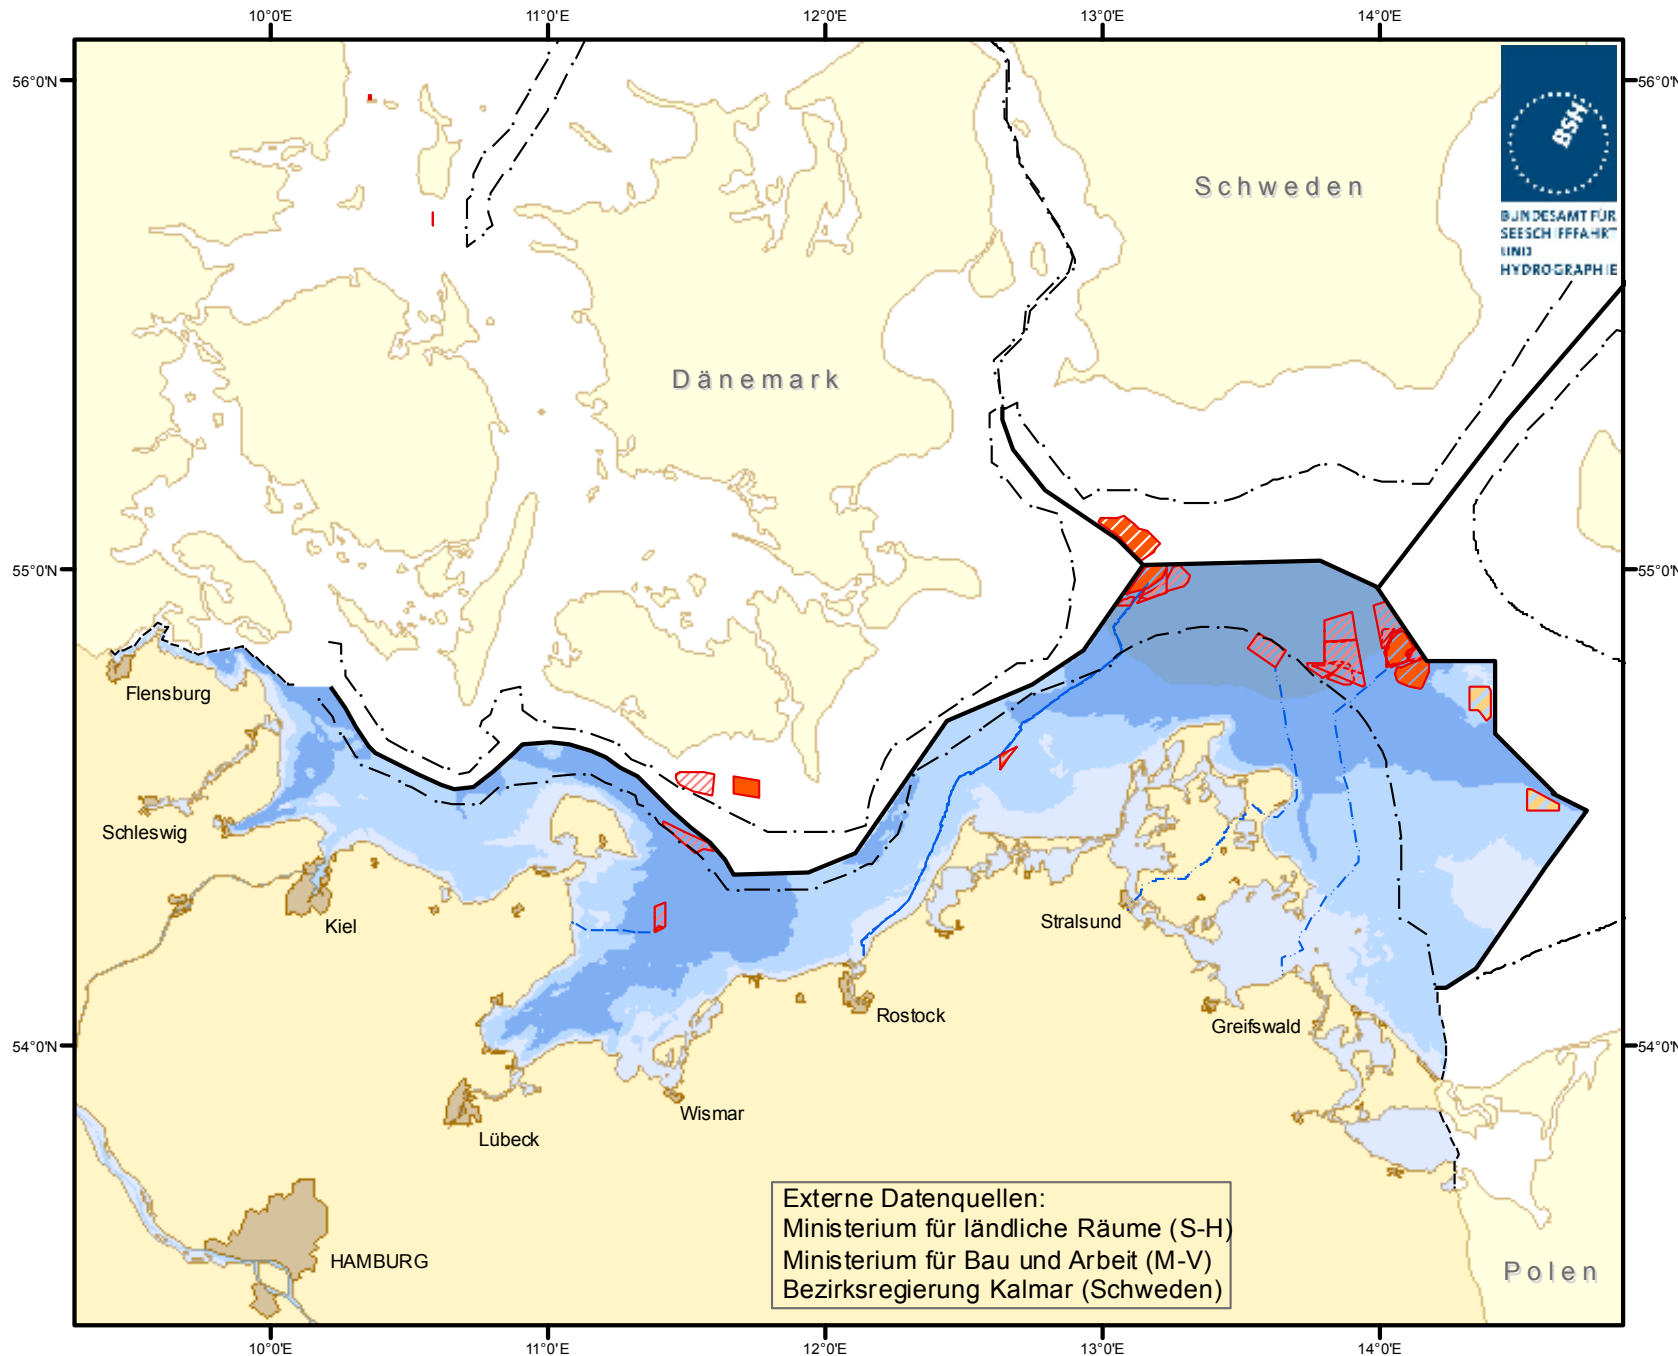 10°0'E 11°0'E 12°0'E 13°0'E 14°0'E
56°0'N 56°0'N
BSH
Schweden
BUNDESAMT FÜR
SEESCHIFFFAHRT
UND
HYDROGRAPHIE
Dänemark
55°0'N 55°0'N
Flensburg
Schleswig
Kiel
Stralsund
Rostock
Greifswald
54°0'N 54°0'N
Wismar
Lübeck
HAMBURG
Externe Datenquellen:
Ministerium für ländliche Räume (S-H)
Ministerium für Bau und Arbeit (M-V)
Bezirksregierung Kalmar (Schweden)
Polen
10°0'E 11°0'E 12°0'E 13°0'E 14°0'E